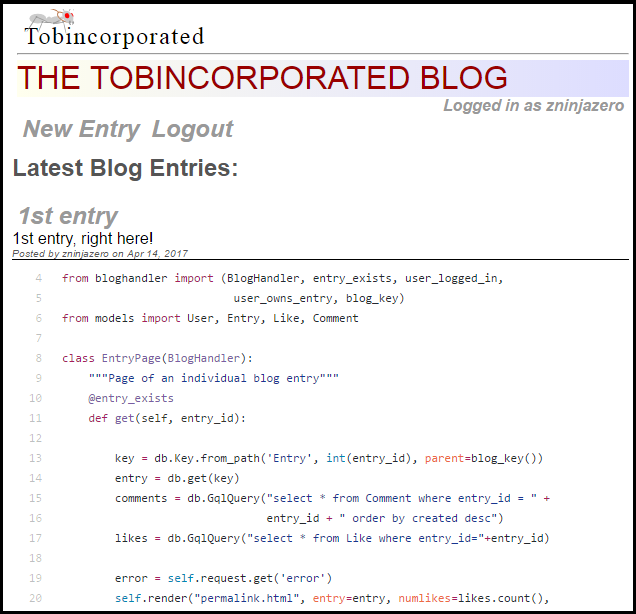 Tobincorporated
THE TOBINCORPORATED BLOG
Logged in as zninjazero
New Entry Logout
Latest Blog Entries:
1st entry
1st entry, right here!
Posted by zninjazero on Apr 14, 2017
4 from bloghandler import (BlogHandler, entry_exists, user_logged_in,
5 user_owns_entry, blog_key)
6 from models import User, Entry, Like, Comment
7
8 class EntryPage(BlogHandler):
9 """Page of an individual blog entry"""
10 @entry_exists
11 def get(self, entry_id):
12
13 key = db.Key.from_path('Entry', int(entry_id), parent=blog_key())
14 entry = db.get(key)
15 comments = db.GqlQuery("select * from Comment where entry_id = " +
16 entry_id + " order by created desc")
17 likes = db.GqlQuery("select * from Like where entry_id="+entry_id)
18
19 error = self.request.get('error')
20 self.render("permalink.html", entry=entry, numlikes=likes.count(),